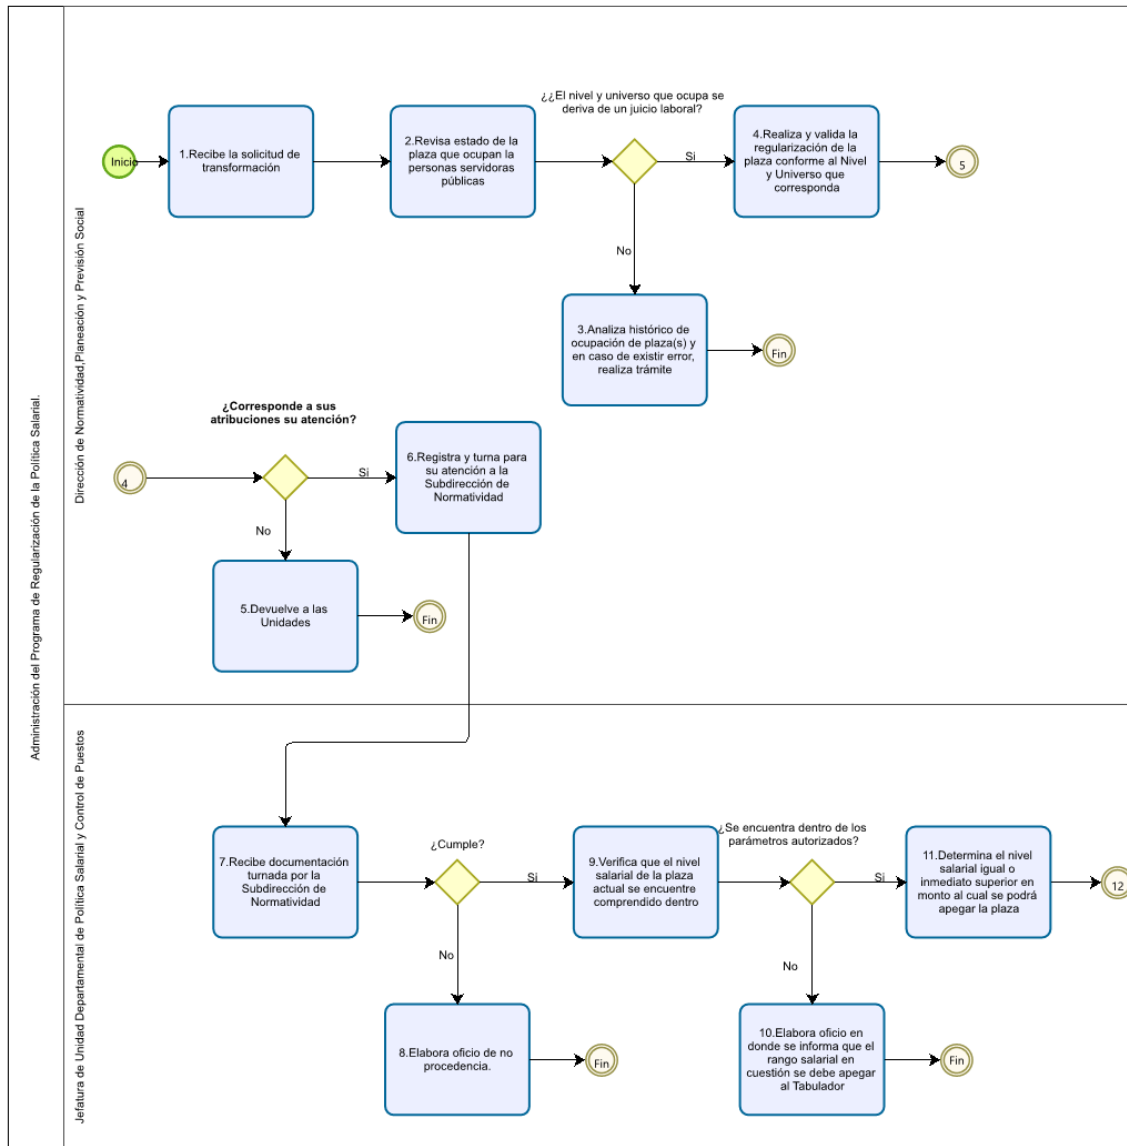 Administración del Programa de Regularización de la Política Salarial.
Dirección de Normatividad,Planeación y Previsión Social
Inicio
1.Recibe la solicitud de
transformación
2.Revisa estado de la
plaza que ocupan la
personas servidoras
públicas
¿¿El nivel y universo que ocupa se
deriva de un juicio laboral?
Si
4.Realiza y valida la
regularización de la
plaza conforme al Nivel
y Universo que
corresponda
5
No
3.Analiza histórico de
ocupación de plaza(s) y
en caso de existir error,
realiza trámite
Fin
¿Corresponde a sus
atribuciones su atención?
4
Si
6.Registra y turna para
su atención a la
Subdirección de
Normatividad
No
5.Devuelve a las
Unidades
Fin
Jefatura de Unidad Departamental de Política Salarial y Control de Puestos
7.Recibe documentación
turnada por la
Subdirección de
Normatividad
¿Cumple?
Si
9.Verifica que el nivel
salarial de la plaza
actual se encuentre
comprendido dentro
¿Se encuentra dentro de los
parámetros autorizados?
Si
11.Determina el nivel
salarial igual o
inmediato superior en
monto al cual se podrá
apegar la plaza
12
No
8.Elabora oficio de no
procedencia.
Fin
No
10.Elabora oficio en
donde se informa que el
rango salarial en
cuestión se debe apegar
al Tabulador
Fin